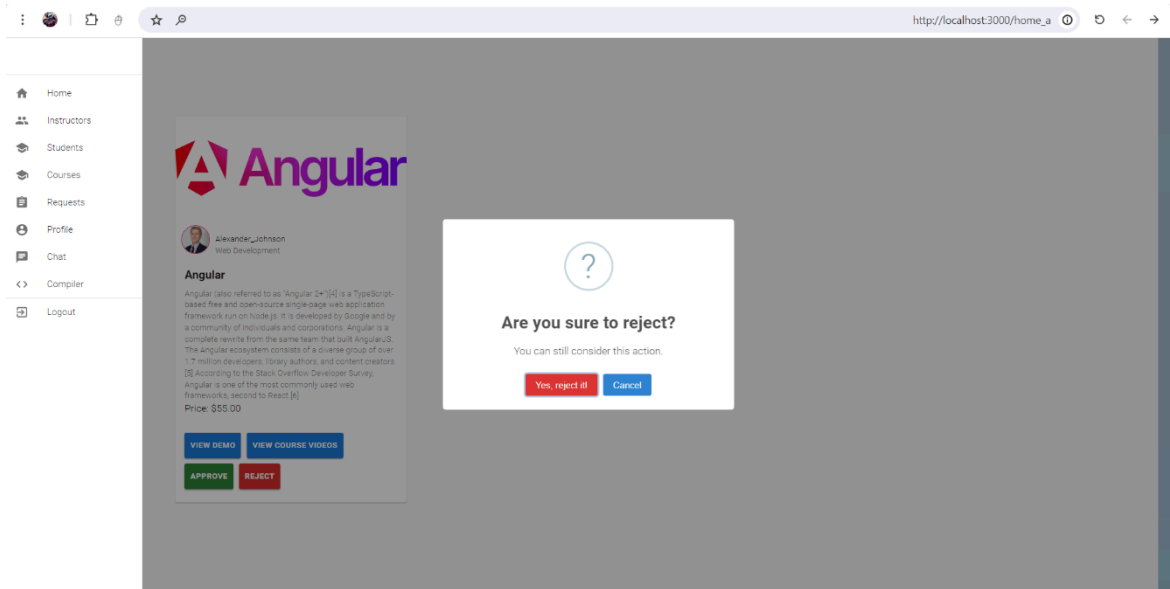 http://localhost:3000/home_a
Home
Instructors
Students
Courses
Requests
Profile
Chat
Compiler
Logout
Angular
Alexander_Johnson
Web Development
Angular
Angular (also referred to as "Angular 2+")[4] is a TypeScript-
based free and open-source single-page web application
framework run on Node.js. It is developed by Google and by
a community of individuals and corporations. Angular is a
complete rewrite from the same team that built AngularJS.
The Angular ecosystem consists of a diverse group of over
1.7 million developers, library authors, and content creators.
[5] According to the Stack Overflow Developer Survey,
Angular is one of the most commonly used web
frameworks, second to React.[6]
Price: $55.00
VIEW DEMO
VIEW COURSE VIDEOS
APPROVE
REJECT
?
Are you sure to reject?
You can still consider this action.
Yes, reject it!
Cancel